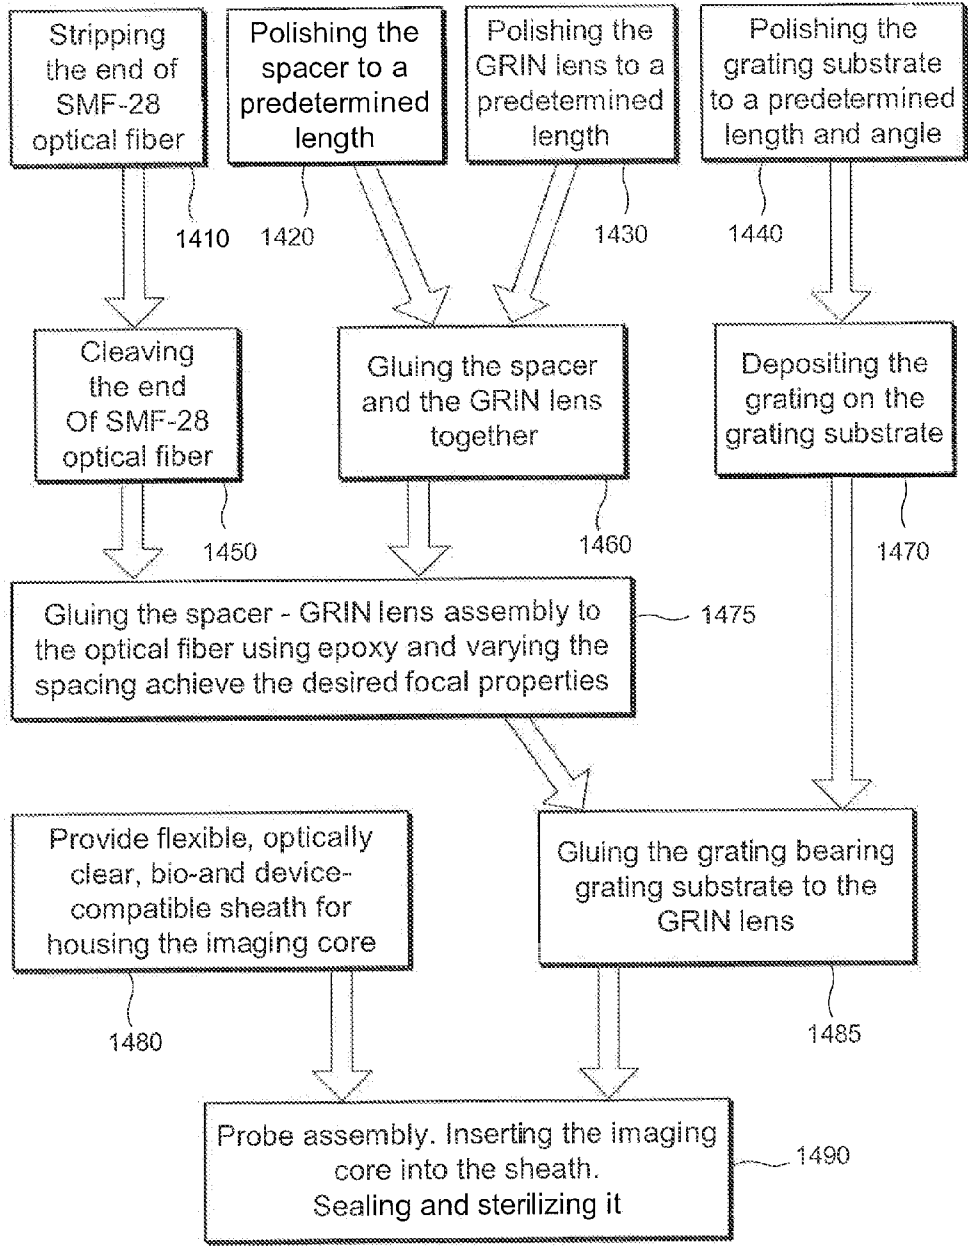 Stripping
the end of
SMF-28
optical fiber
1410
Polishing the
spacer to a
predetermined
length
1420
Polishing the
GRIN lens to a
predetermined
length
1430
Polishing the
grating substrate
to a predetermined
length and angle
1440
Cleaving
the end
Of SMF-28
optical fiber
1450
Gluing the spacer
and the GRIN lens
together
1460
Depositing the
grating on the
grating substrate
1470
Gluing the spacer - GRIN lens assembly to
the optical fiber using epoxy and varying the
spacing achieve the desired focal properties
1475
Provide flexible, optically
clear, bio-and device-
compatible sheath for
housing the imaging core
1480
Gluing the grating bearing
grating substrate to the
GRIN lens
1485
Probe assembly. Inserting the imaging
core into the sheath.
Sealing and sterilizing it
1490